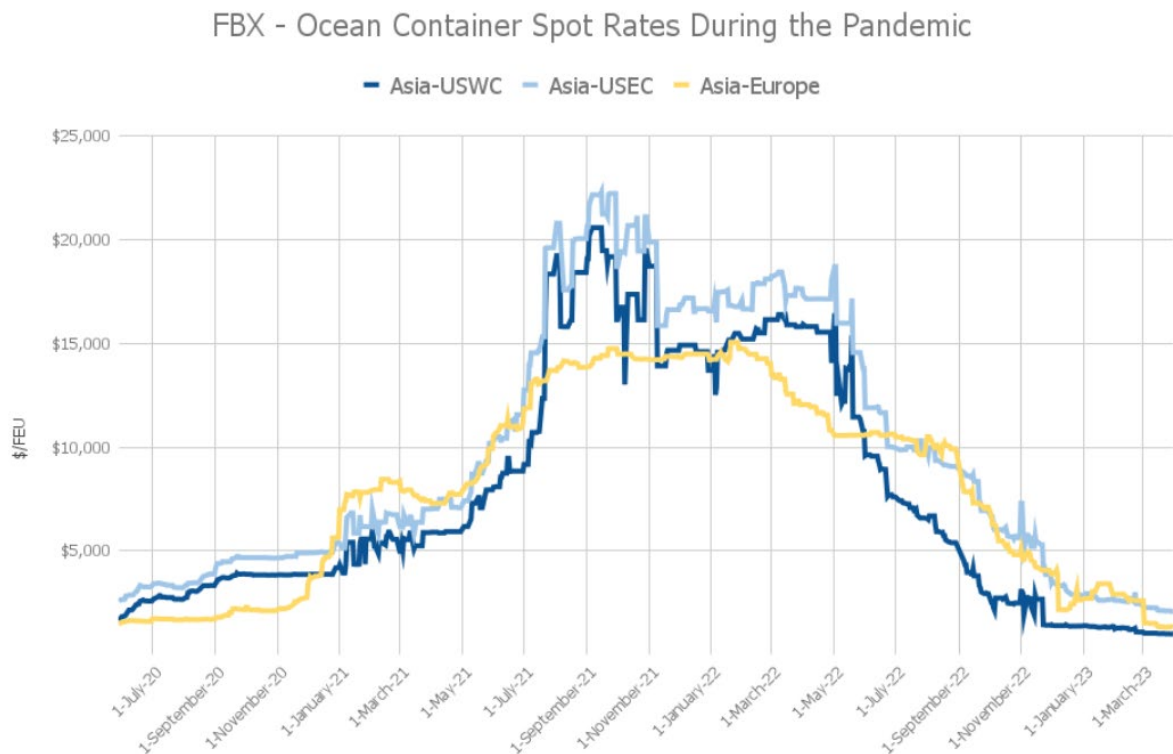 FBX - Ocean Container Spot Rates During the Pandemic
Asia-USWC Asia-USEC Asia-Europe
$25,000
$20,000
$15,000
$10,000
$5,000
$/FEU
1-July-20
1-September-20
1-November-20
1-January-21
1-March-21
1-May-21
1-July-21
1-September-21
1-November-21
1-January-22
1-March-22
1-May-22
1-July-22
1-September-22
1-November-22
1-January-23
1-March-23